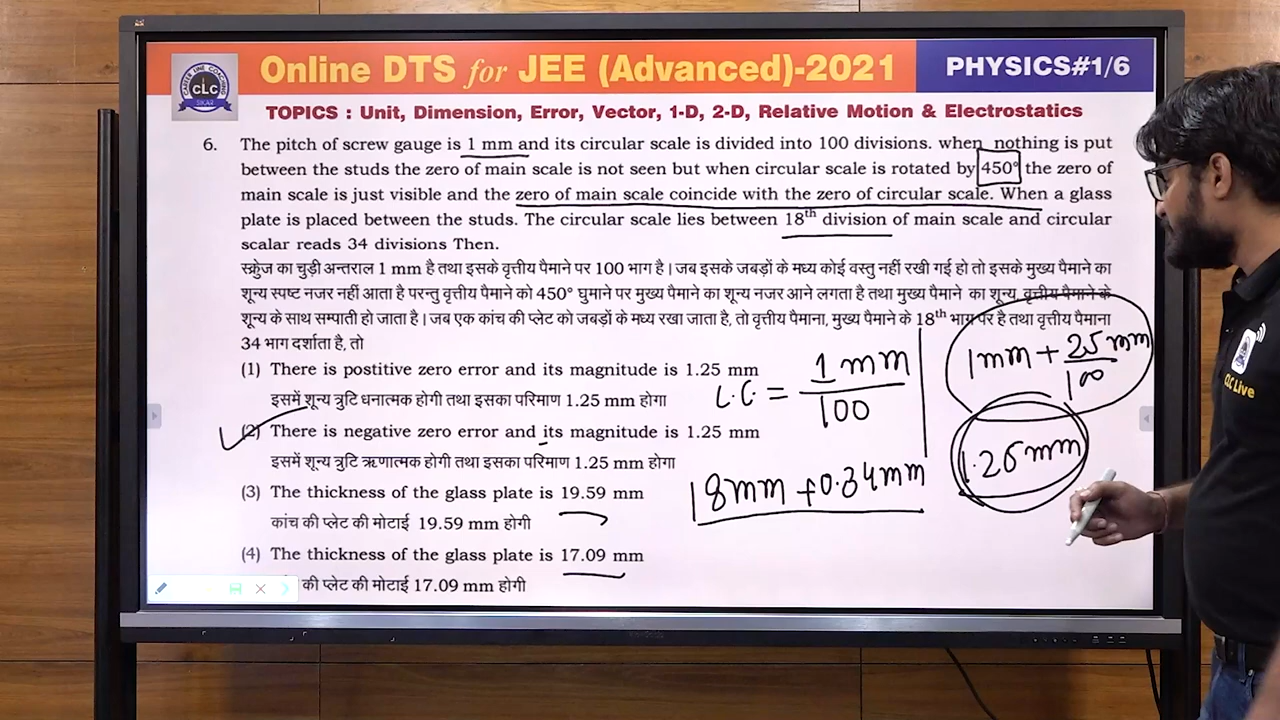 Online DTS for JEE (Advanced)-2021
PHYSICS#1/6
CLC
SIKAR
TOPICS : Unit, Dimension, Error, Vector, 1-D, 2-D, Relative Motion & Electrostatics
6. The pitch of screw gauge is 1 mm and its circular scale is divided into 100 divisions. when nothing is put
between the studs the zero of main scale is not seen but when circular scale is rotated by 450° the zero of
main scale is just visible and the zero of main scale coincide with the zero of circular scale. When a glass
plate is placed between the studs. The circular scale lies between 18th division of main scale and circular
scalar reads 34 divisions Then.
स्क्रुेज का चुड़ी अन्तराल 1 mm है तथा इसके वृत्तीय पैमाने पर 100 भाग है। जब इसके जबड़ों के मध्य कोई वस्तु नहीं रखी गई हो तो इसके मुख्य पैमाने का
शून्य स्पष्ट नजर नहीं आता है परन्तु वृत्तीय पैमाने को 450° घुमाने पर मुख्य पैमाने का शून्य नजर आने लगता है तथा मुख्य पैमाने का शून्य, वृत्तीय पैमाने के
शून्य के साथ सम्पाती हो जाता है। जब एक कांच की प्लेट को जबड़ों के मध्य रखा जाता है, तो वृत्तीय पैमाना, मुख्य पैमाने के 18th भाग पर है तथा वृत्तीय पैमाना
34 भाग दर्शाता है, तो
(1) There is postitive zero error and its magnitude is 1.25 mm
इसमें शून्य त्रुटि धनात्मक होगी तथा इसका परिमाण 1.25 mm होगा
(2) There is negative zero error and its magnitude is 1.25 mm
इसमें शून्य त्रुटि ऋणात्मक होगी तथा इसका परिमाण 1.25 mm होगा
(3) The thickness of the glass plate is 19.59 mm
कांच की प्लेट की मोटाई 19.59 mm होगी
(4) The thickness of the glass plate is 17.09 mm
की प्लेट की मोटाई 17.09 mm होगी
L.C. = 1 mm
100
18mm + 0.34mm
1mm + 25 mm
100
1.25mm
CLC Live